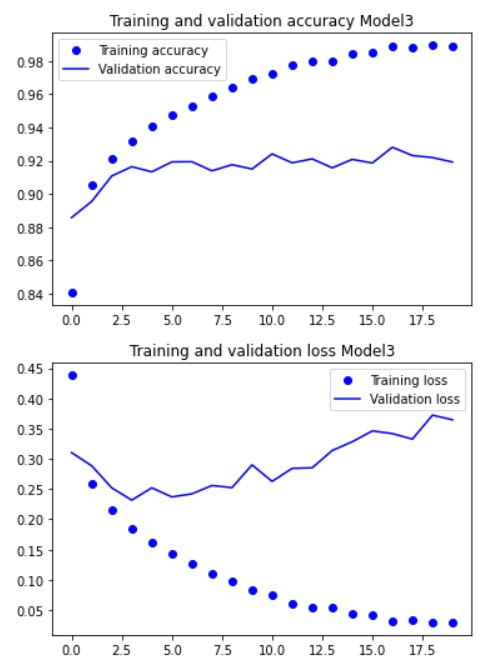 Training and validation accuracy Model3
Training accuracy
Validation accuracy
0.98
0.96
0.94
0.92
0.90
0.88
0.86
0.84
0.0 2.5 5.0 7.5 10.0 12.5 15.0 17.5
Training and validation loss Model3
Training loss
Validation loss
0.45
0.40
0.35
0.30
0.25
0.20
0.15
0.10
0.05
0.0 2.5 5.0 7.5 10.0 12.5 15.0 17.5